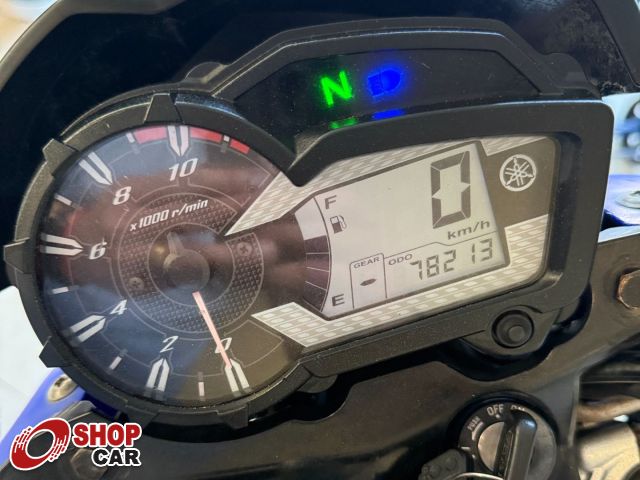 N
10
8
6
4
2
0
x1000 r/min
F
0
km/h
GEAR
ODO
78213
-
E
OFF
SHOP
CAR